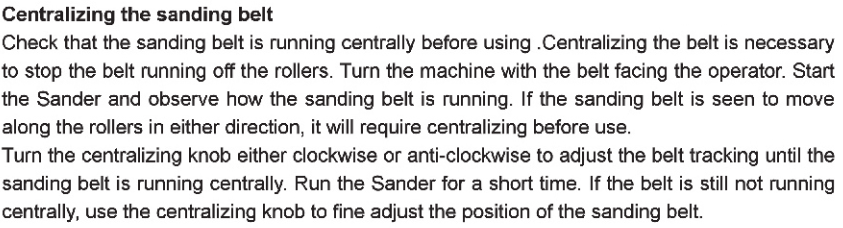 Centralizing the sanding belt
Check that the sanding belt is running centrally before using .Centralizing the belt is necessary
to stop the belt running off the rollers. Turn the machine with the belt facing the operator. Start
the Sander and observe how the sanding belt is running. If the sanding belt is seen to move
along the rollers in either direction, it will require centralizing before use.
Turn the centralizing knob either clockwise or anti-clockwise to adjust the belt tracking until the
sanding belt is running centrally. Run the Sander for a short time. If the belt is still not running
centrally, use the centralizing knob to fine adjust the position of the sanding belt.